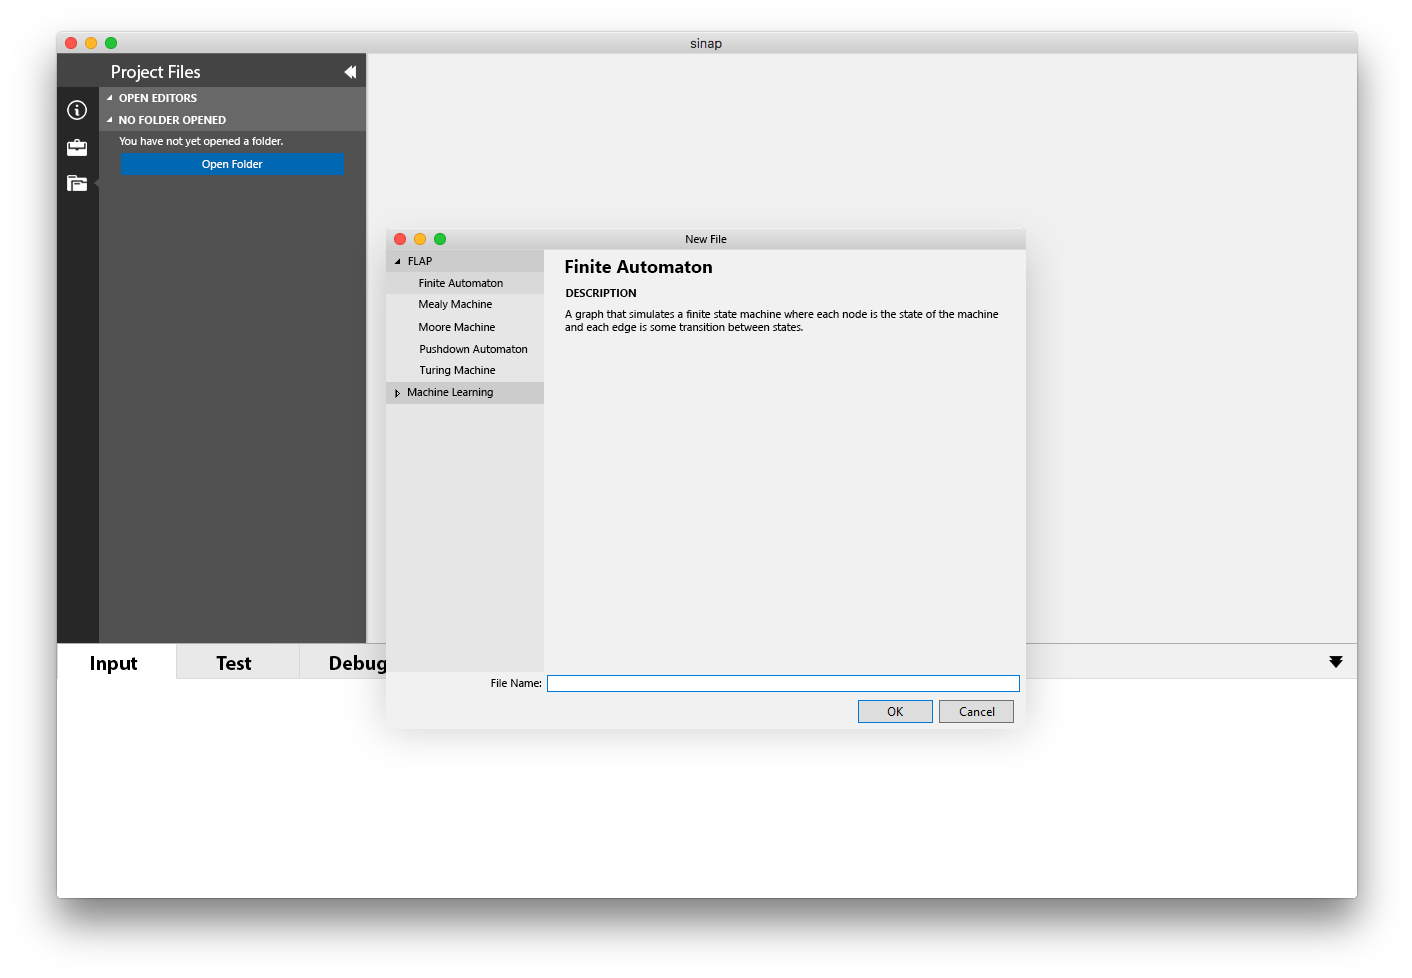 sinap
Project Files
OPEN EDITORS
NO FOLDER OPENED
You have not yet opened a folder.
Open Folder
New File
FLAP
Finite Automaton
Mealy Machine
Moore Machine
Pushdown Automaton
Turing Machine
Machine Learning
Finite Automaton
DESCRIPTION
A graph that simulates a finite state machine where each node is the state of the machine
and each edge is some transition between states.
File Name:
OK Cancel
Input Test Debug